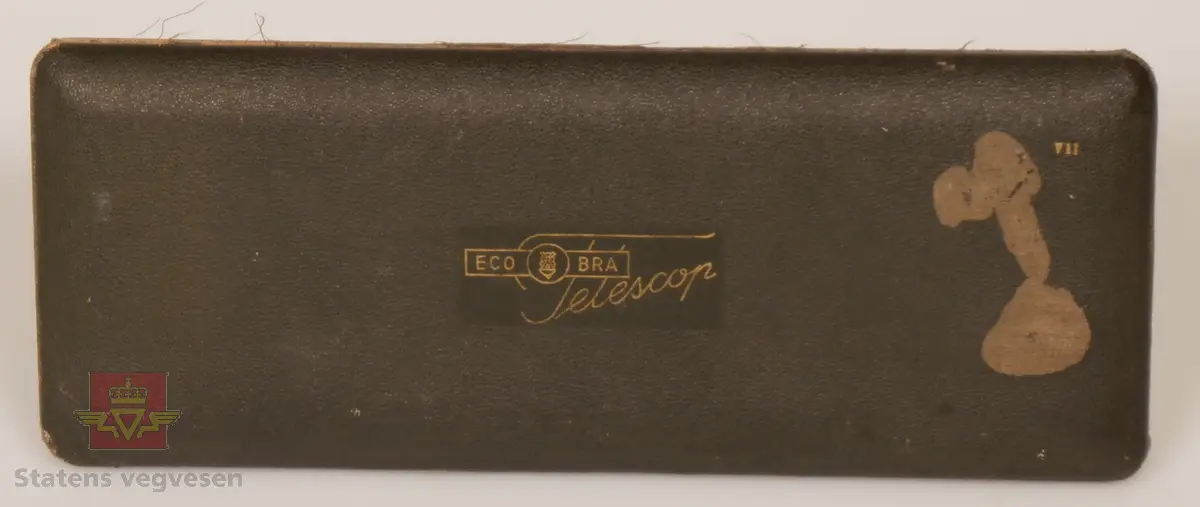 VII
ECO BRA
Telescop
Statens vegvesen